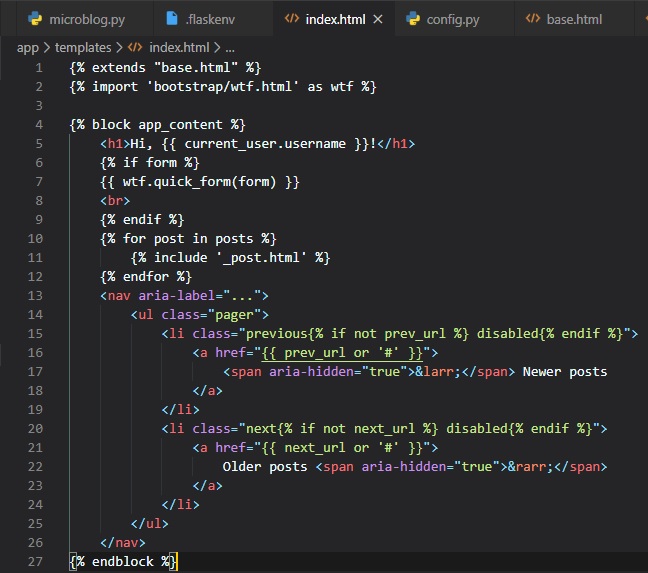 microblog.py .flaskenv index.html config.py base.html
app > templates > index.html > ...
1 {% extends "base.html" %}
2 {% import 'bootstrap/wtf.html' as wtf %}
3
4 {% block app_content %}
5     <h1>Hi, {{ current_user.username }}!</h1>
6     {% if form %}
7     {{ wtf.quick_form(form) }}
8     <br>
9     {% endif %}
10     {% for post in posts %}
11         {% include '_post.html' %}
12     {% endfor %}
13     <nav aria-label="...">
14         <ul class="pager">
15             <li class="previous{% if not prev_url %} disabled{% endif %}">
16                 <a href="{{ prev_url or '#' }}">
17                     <span aria-hidden="true">&larr;</span> Newer posts
18                 </a>
19             </li>
20             <li class="next{% if not next_url %} disabled{% endif %}">
21                 <a href="{{ next_url or '#' }}">
22                     Older posts <span aria-hidden="true">&rarr;</span>
23                 </a>
24             </li>
25         </ul>
26     </nav>
27 {% endblock %}